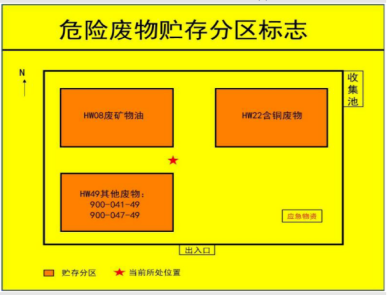 危险废物贮存分区标志
N
收集池
HW08废矿物油
HW22含铜废物
HW49其他废物：
900-041-49
900-047-49
应急物资
出入口
贮存分区
当前所处位置